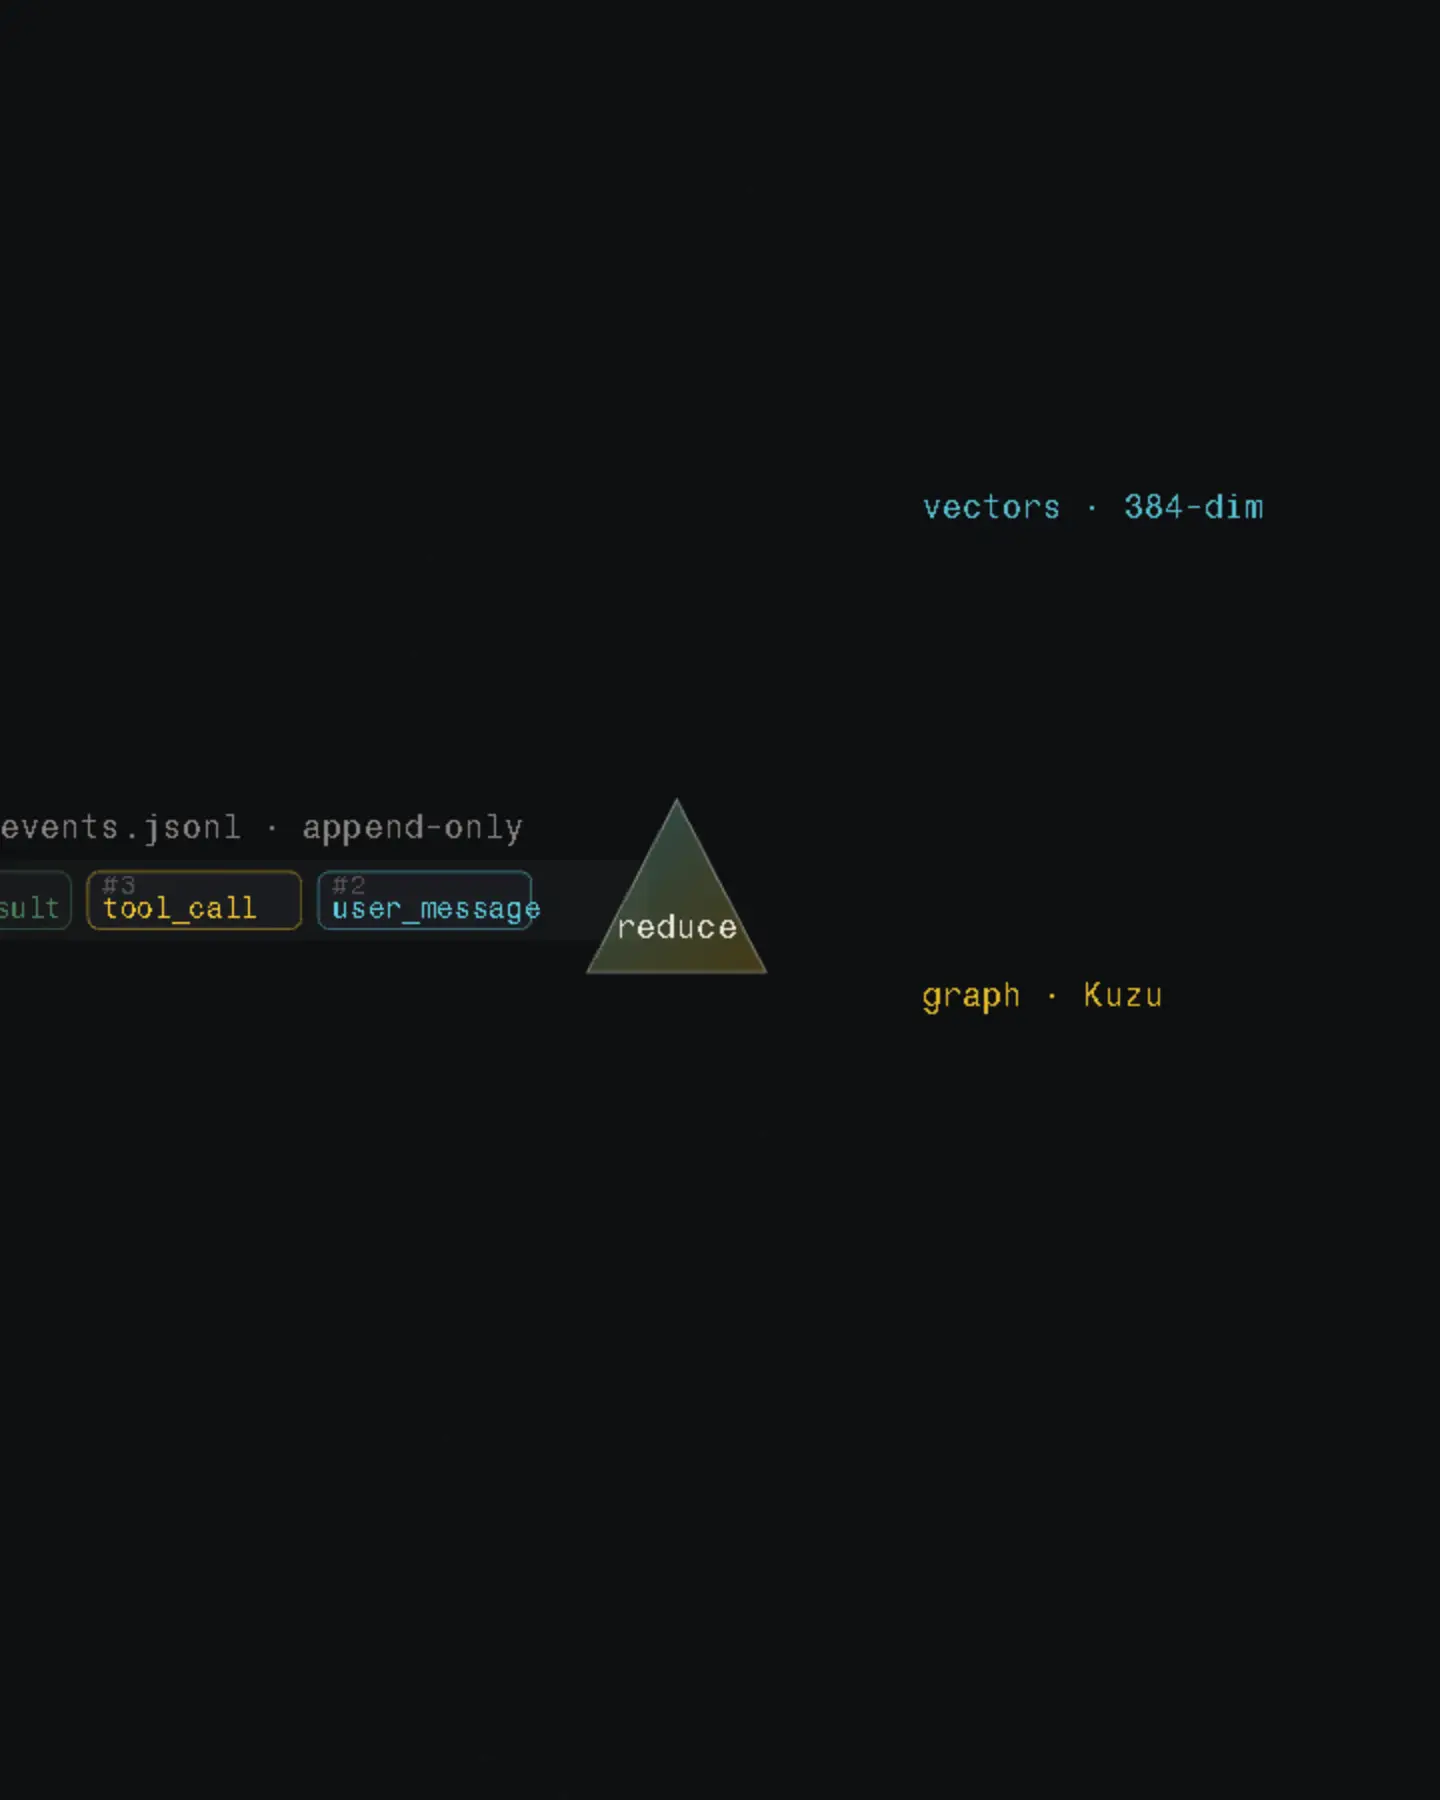 vectors · 384-dim
events.jsonl · append-only
sult
#3
tool_call
#2
user_message
reduce
graph · Kuzu